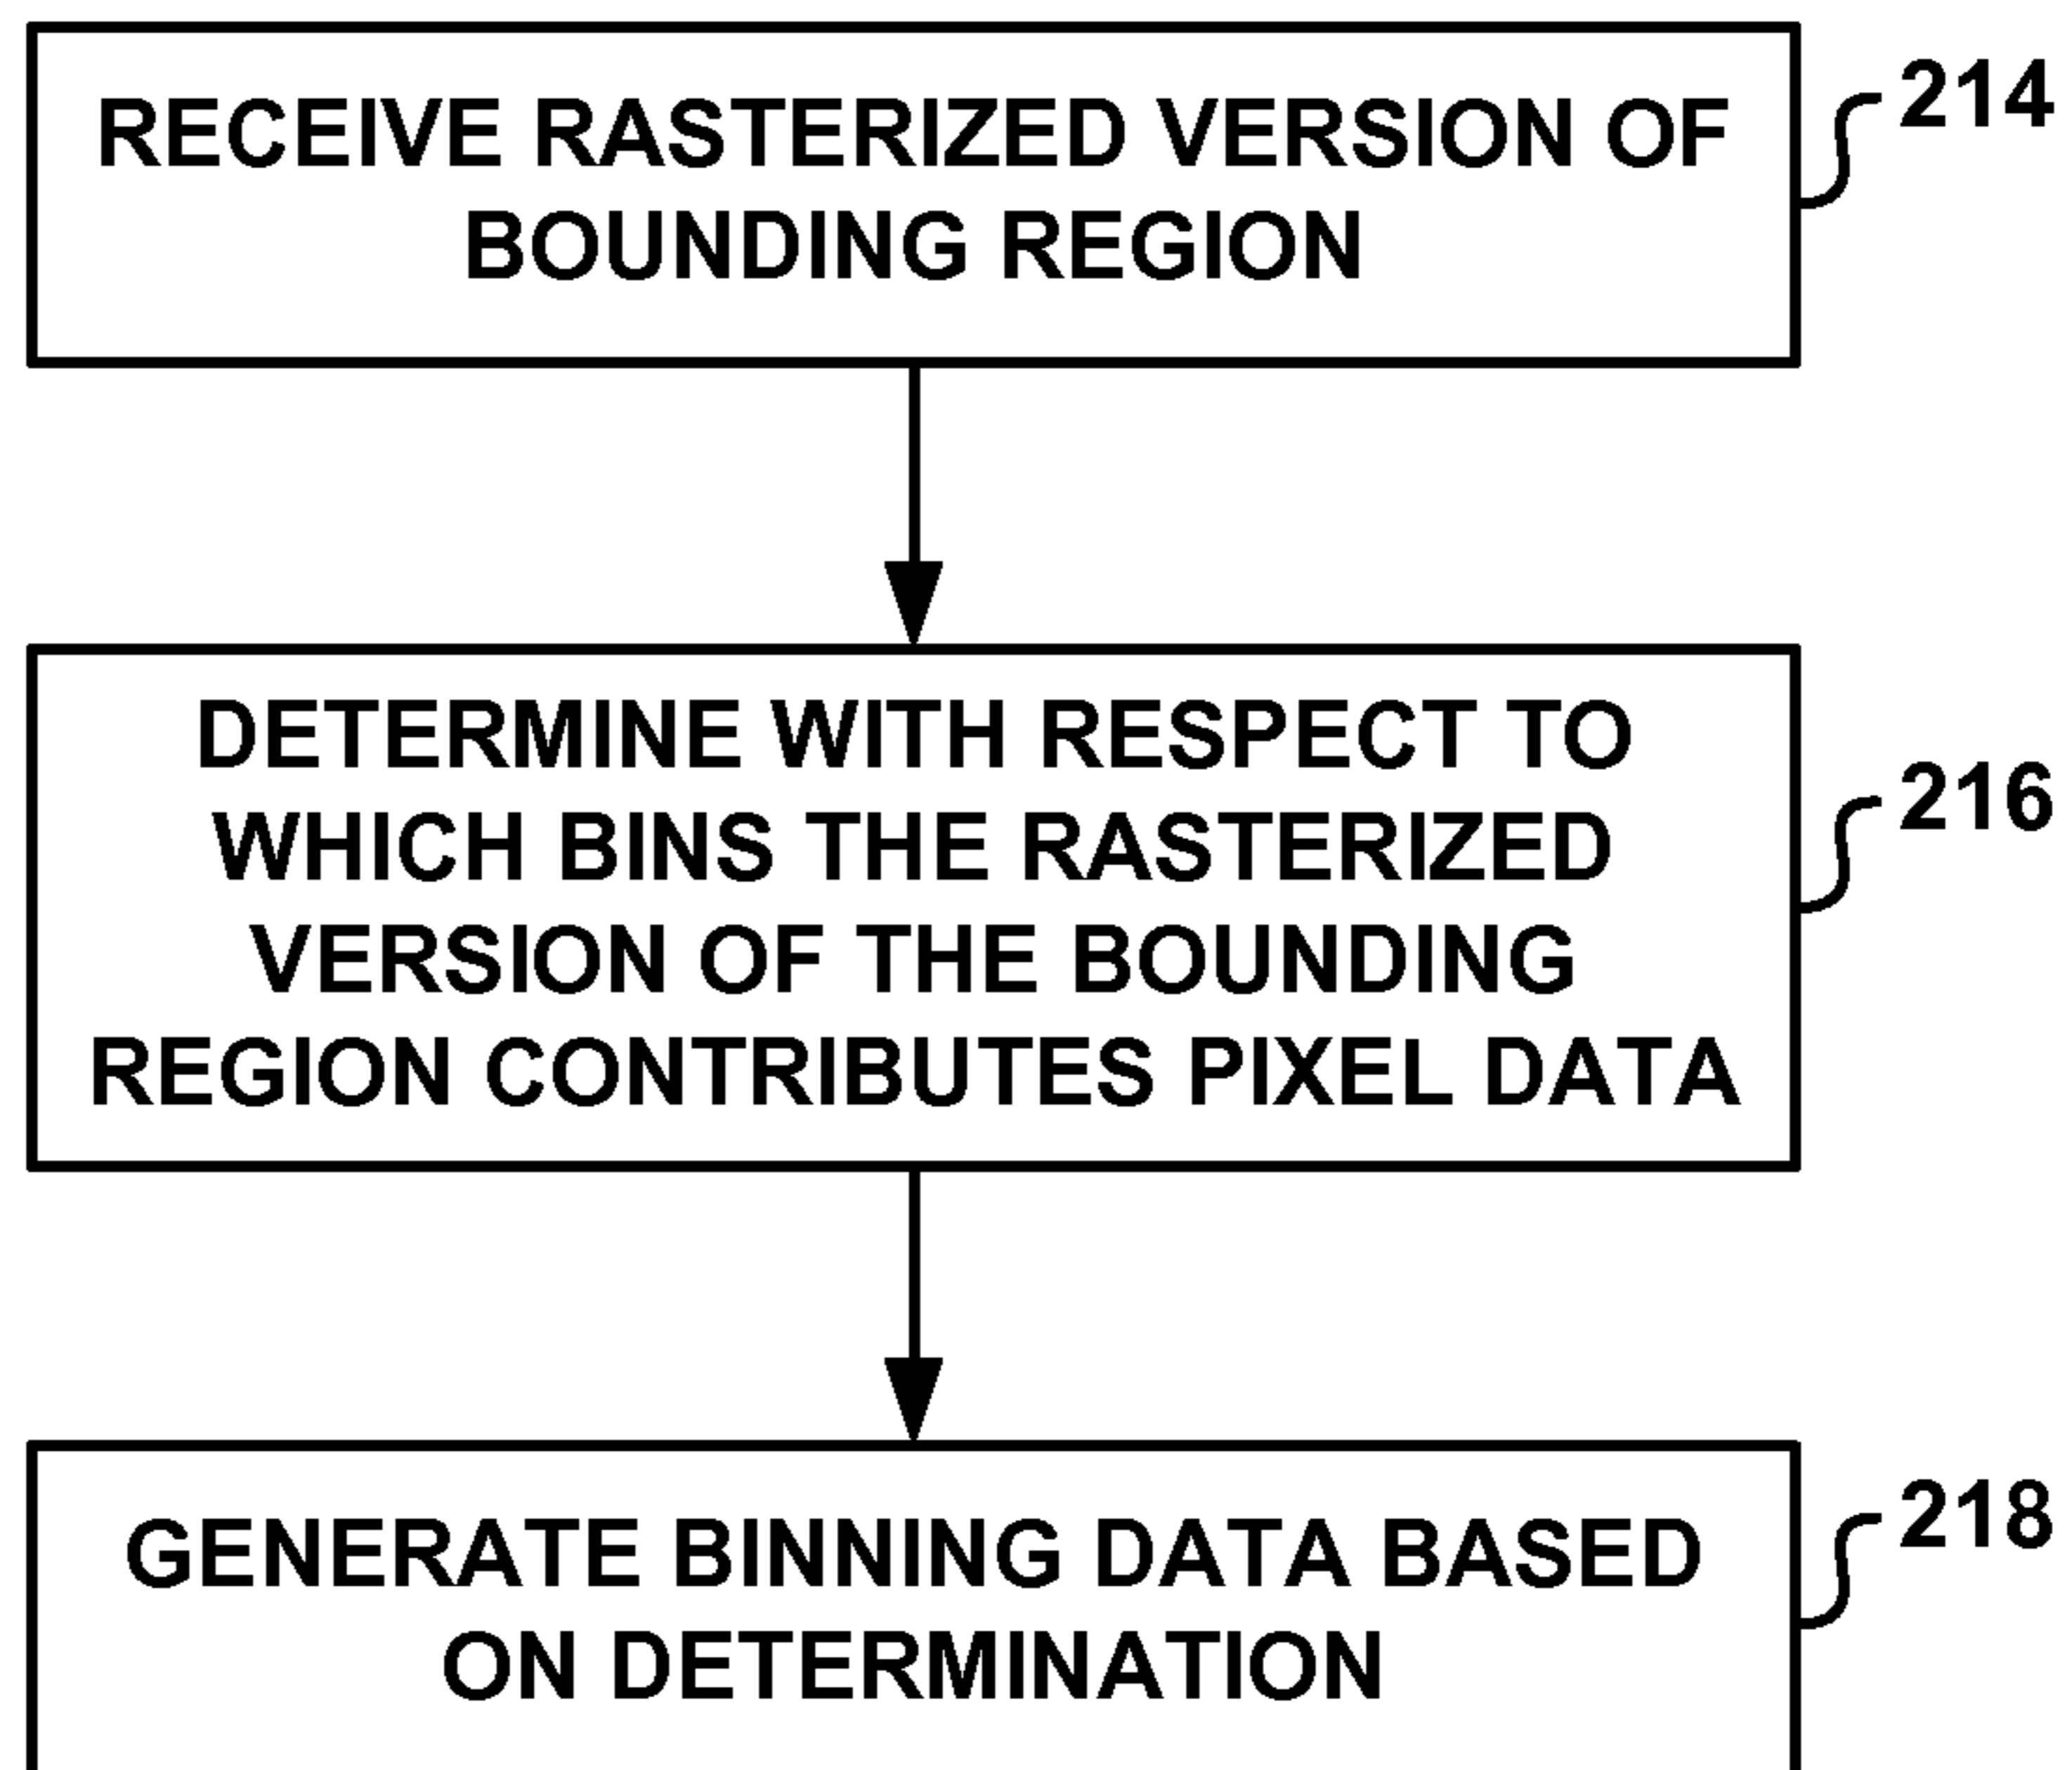 RECEIVE RASTERIZED VERSION OF
BOUNDING REGION
214
DETERMINE WITH RESPECT TO
WHICH BINS THE RASTERIZED
VERSION OF THE BOUNDING
REGION CONTRIBUTES PIXEL DATA
216
GENERATE BINNING DATA BASED
ON DETERMINATION
218